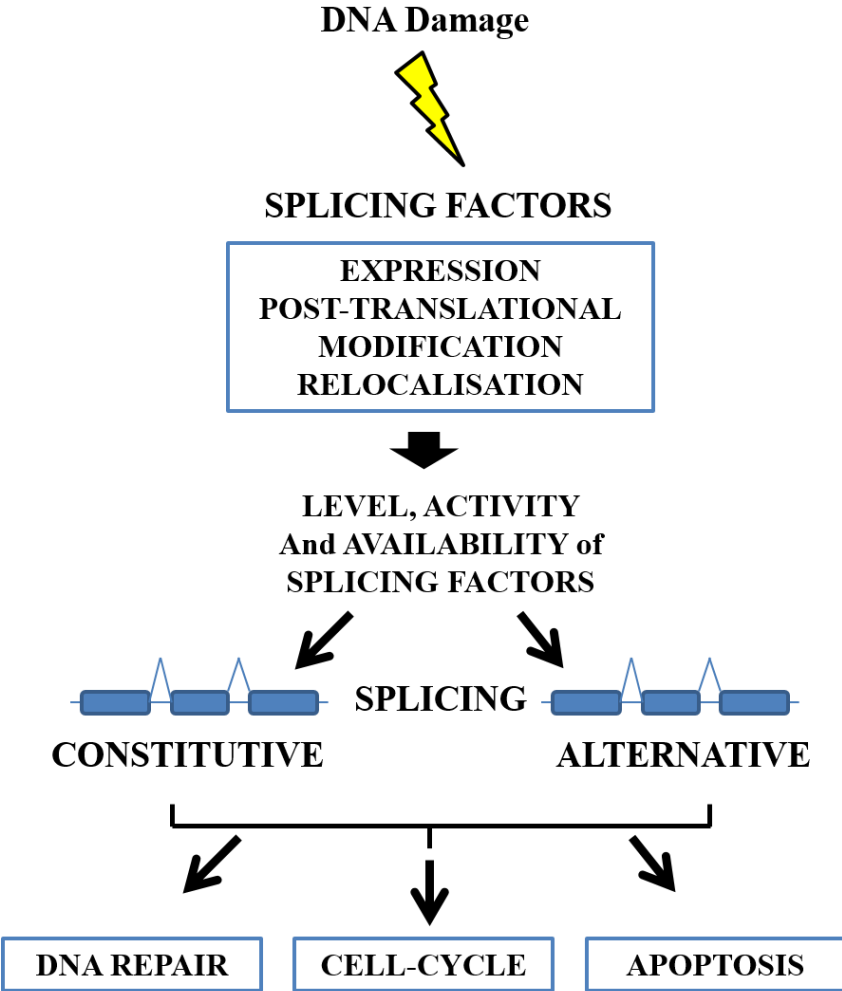 DNA Damage
SPLICING FACTORS
EXPRESSION
POST-TRANSLATIONAL
MODIFICATION
RELOCALISATION
LEVEL, ACTIVITY
And AVAILABILITY of
SPLICING FACTORS
SPLICING
CONSTITUTIVE
ALTERNATIVE
DNA REPAIR
CELL-CYCLE
APOPTOSIS